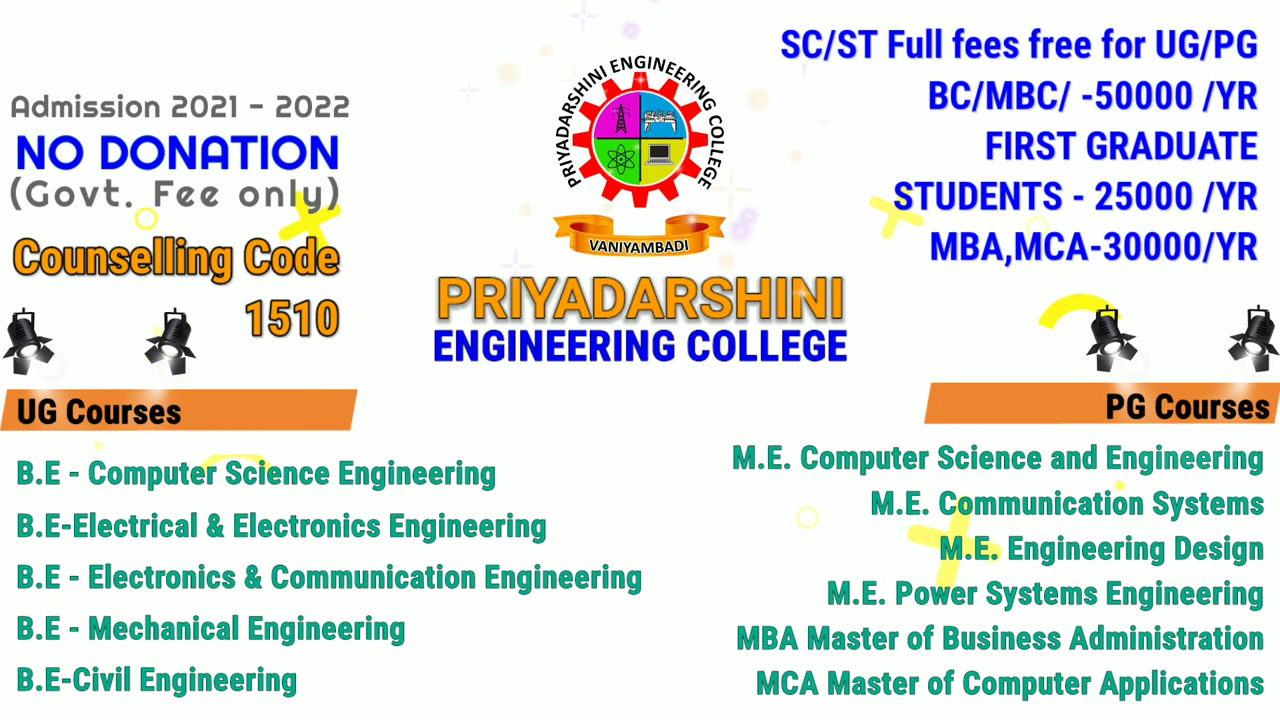 Admission 2021 - 2022
NO DONATION
(Govt. Fee only)
Counselling Code
1510
PRIYADARSHINI ENGINEERING COLLEGE
VANIYAMBADI
PRIYADARSHINI
ENGINEERING COLLEGE
SC/ST Full fees free for UG/PG
BC/MBC/ -50000 /YR
FIRST GRADUATE
STUDENTS - 25000 /YR
MBA,MCA-30000/YR
UG Courses
B.E - Computer Science Engineering
B.E-Electrical & Electronics Engineering
B.E - Electronics & Communication Engineering
B.E - Mechanical Engineering
B.E-Civil Engineering
PG Courses
M.E. Computer Science and Engineering
M.E. Communication Systems
M.E. Engineering Design
M.E. Power Systems Engineering
MBA Master of Business Administration
MCA Master of Computer Applications